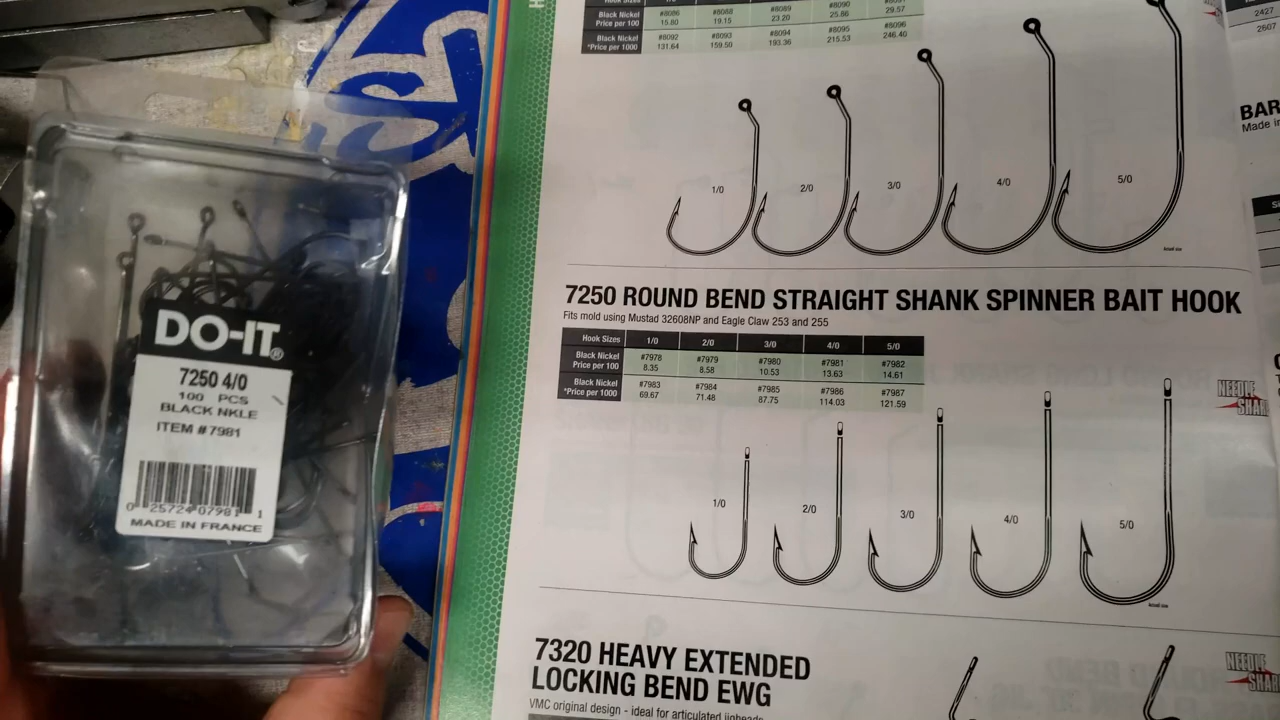 DO-IT®
7250 4/0
100 PCS
BLACK NKLE
ITEM #7981
0 25724 07981 1
MADE IN FRANCE
Black Nickel #8086 #8088 #8089 #8090
Price per 100 15.80 19.15 23.20 25.86 29.57
Black Nickel #8092 #8093 #8094 #8095 #8096
*Price per 1000 131.64 159.50 193.36 215.53 246.40
1/0 2/0 3/0 4/0 5/0
7250 ROUND BEND STRAIGHT SHANK SPINNER BAIT HOOK
Fits mold using Mustad 32608NP and Eagle Claw 253 and 255
Hook Sizes 1/0 2/0 3/0 4/0 5/0
Black Nickel #7978 #7979 #7980 #7981 #7982
Price per 100 8.35 8.58 10.53 13.63 14.61
Black Nickel #7983 #7984 #7985 #7986 #7987
*Price per 1000 69.67 71.48 87.75 114.03 121.59
NEEDLE
SHAR
1/0 2/0 3/0 4/0 5/0
7320 HEAVY EXTENDED
LOCKING BEND EWG
VMC original design - ideal for articulated jigheads
NEEDLE
SHAR
2427
2607
BAR
Made in